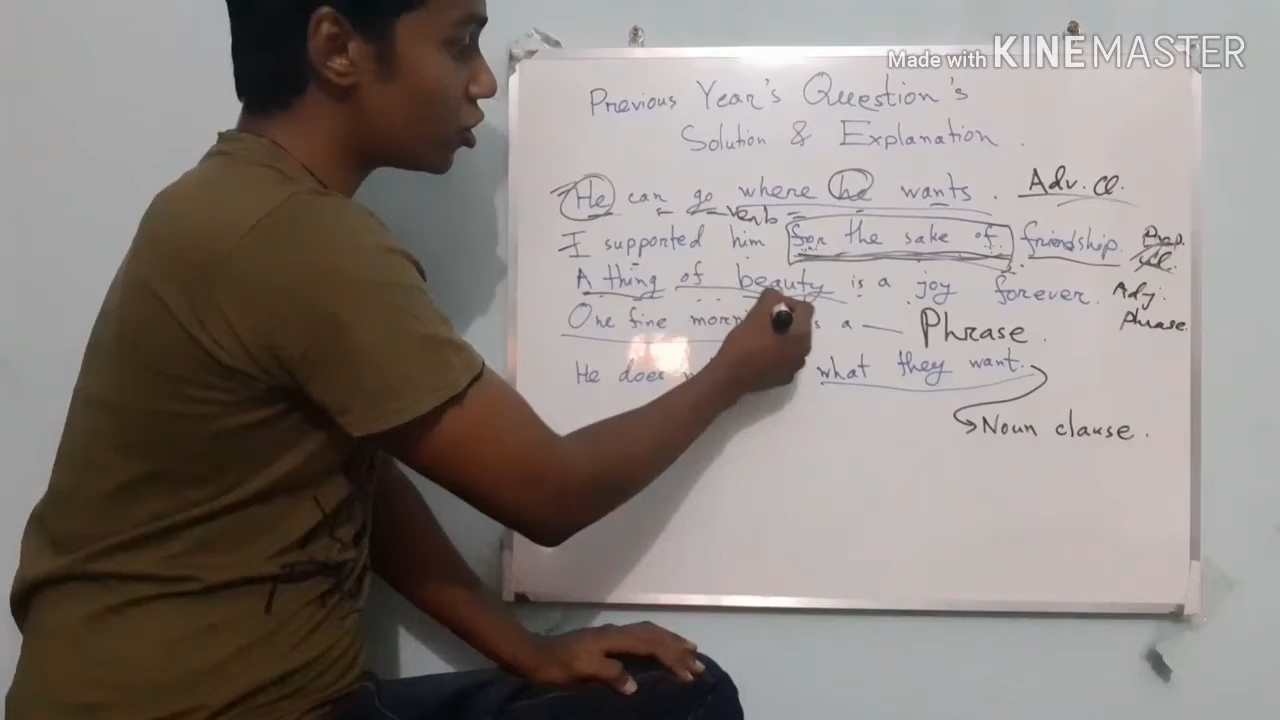 Made with KINEMASTER
Previous Year's Question's
Solution & Explanation.
He can go where he wants. Adv. Cl.
verb
I supported him for the sake of friendship. Prep.
A thing of beauty is a joy forever. Adj. Phrase
One fine a — Phrase.
He does what they want.
Noun clause.